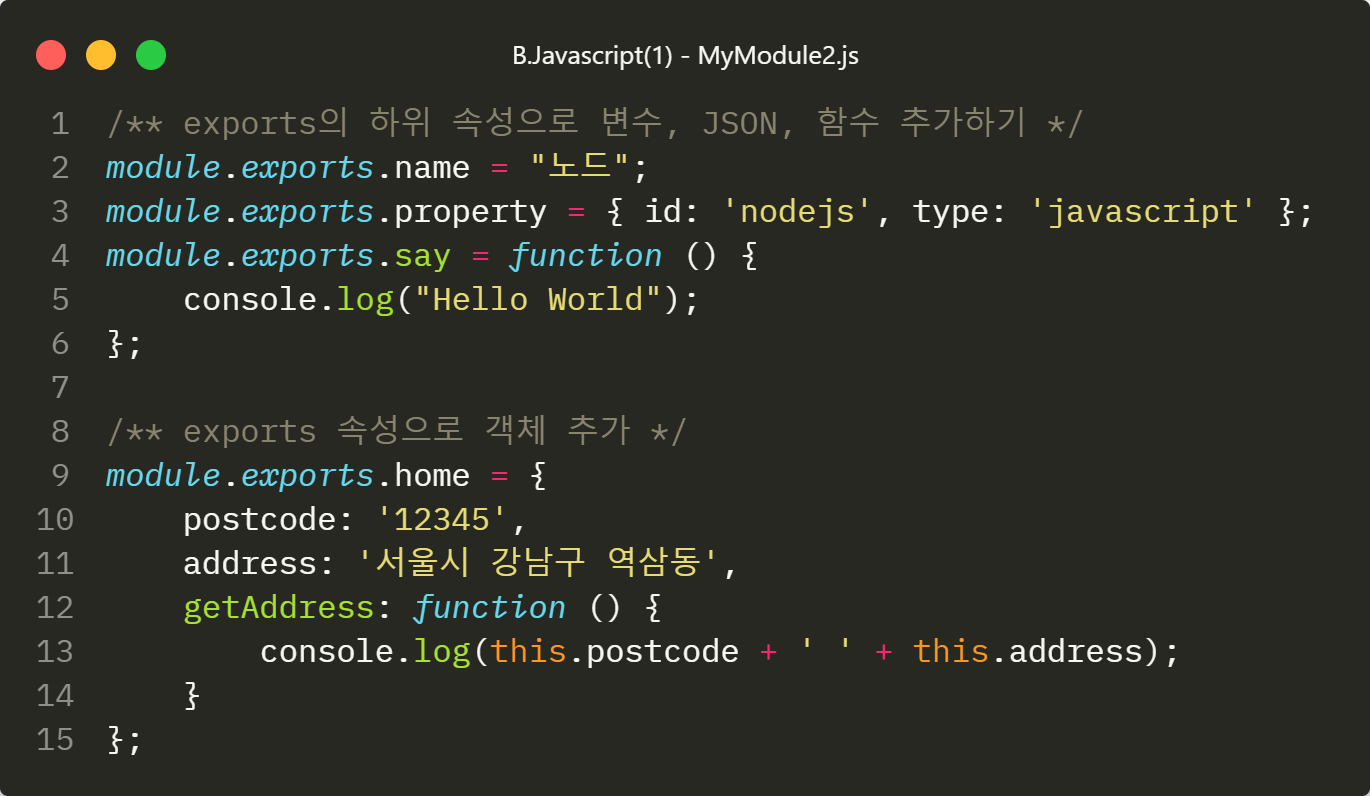 B.Javascript(1) - MyModule2.js
1 /** exports의 하위 속성으로 변수, JSON, 함수 추가하기 */
2 module.exports.name = "노드";
3 module.exports.property = { id: 'nodejs', type: 'javascript' };
4 module.exports.say = function () {
5     console.log("Hello World");
6 };
7
8 /** exports 속성으로 객체 추가 */
9 module.exports.home = {
10     postcode: '12345',
11     address: '서울시 강남구 역삼동',
12     getAddress: function () {
13         console.log(this.postcode + ' ' + this.address);
14     }
15 };